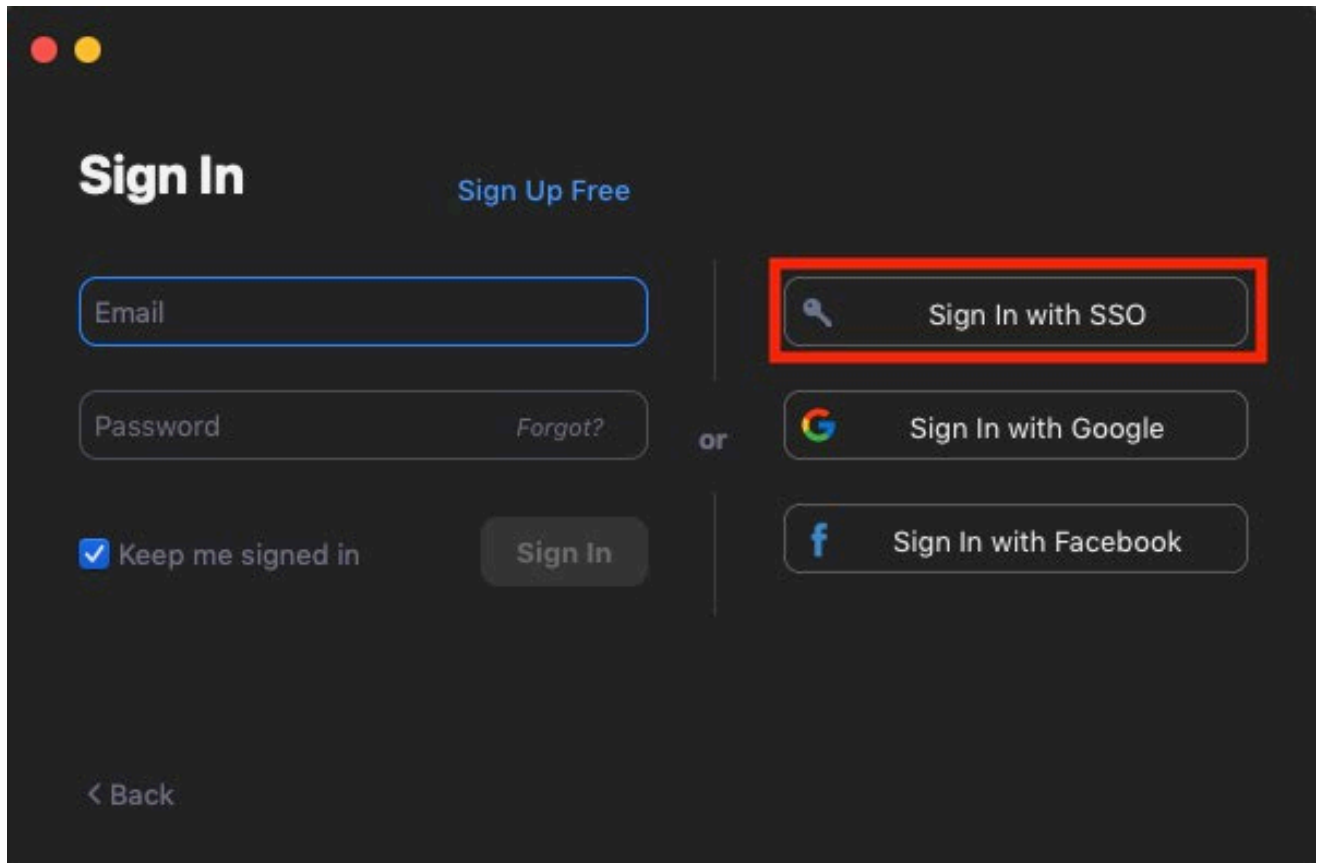 Sign In
Sign Up Free
Email
Password
Forgot?
Keep me signed in
Sign In
or
Sign In with SSO
Sign In with Google
Sign In with Facebook
< Back